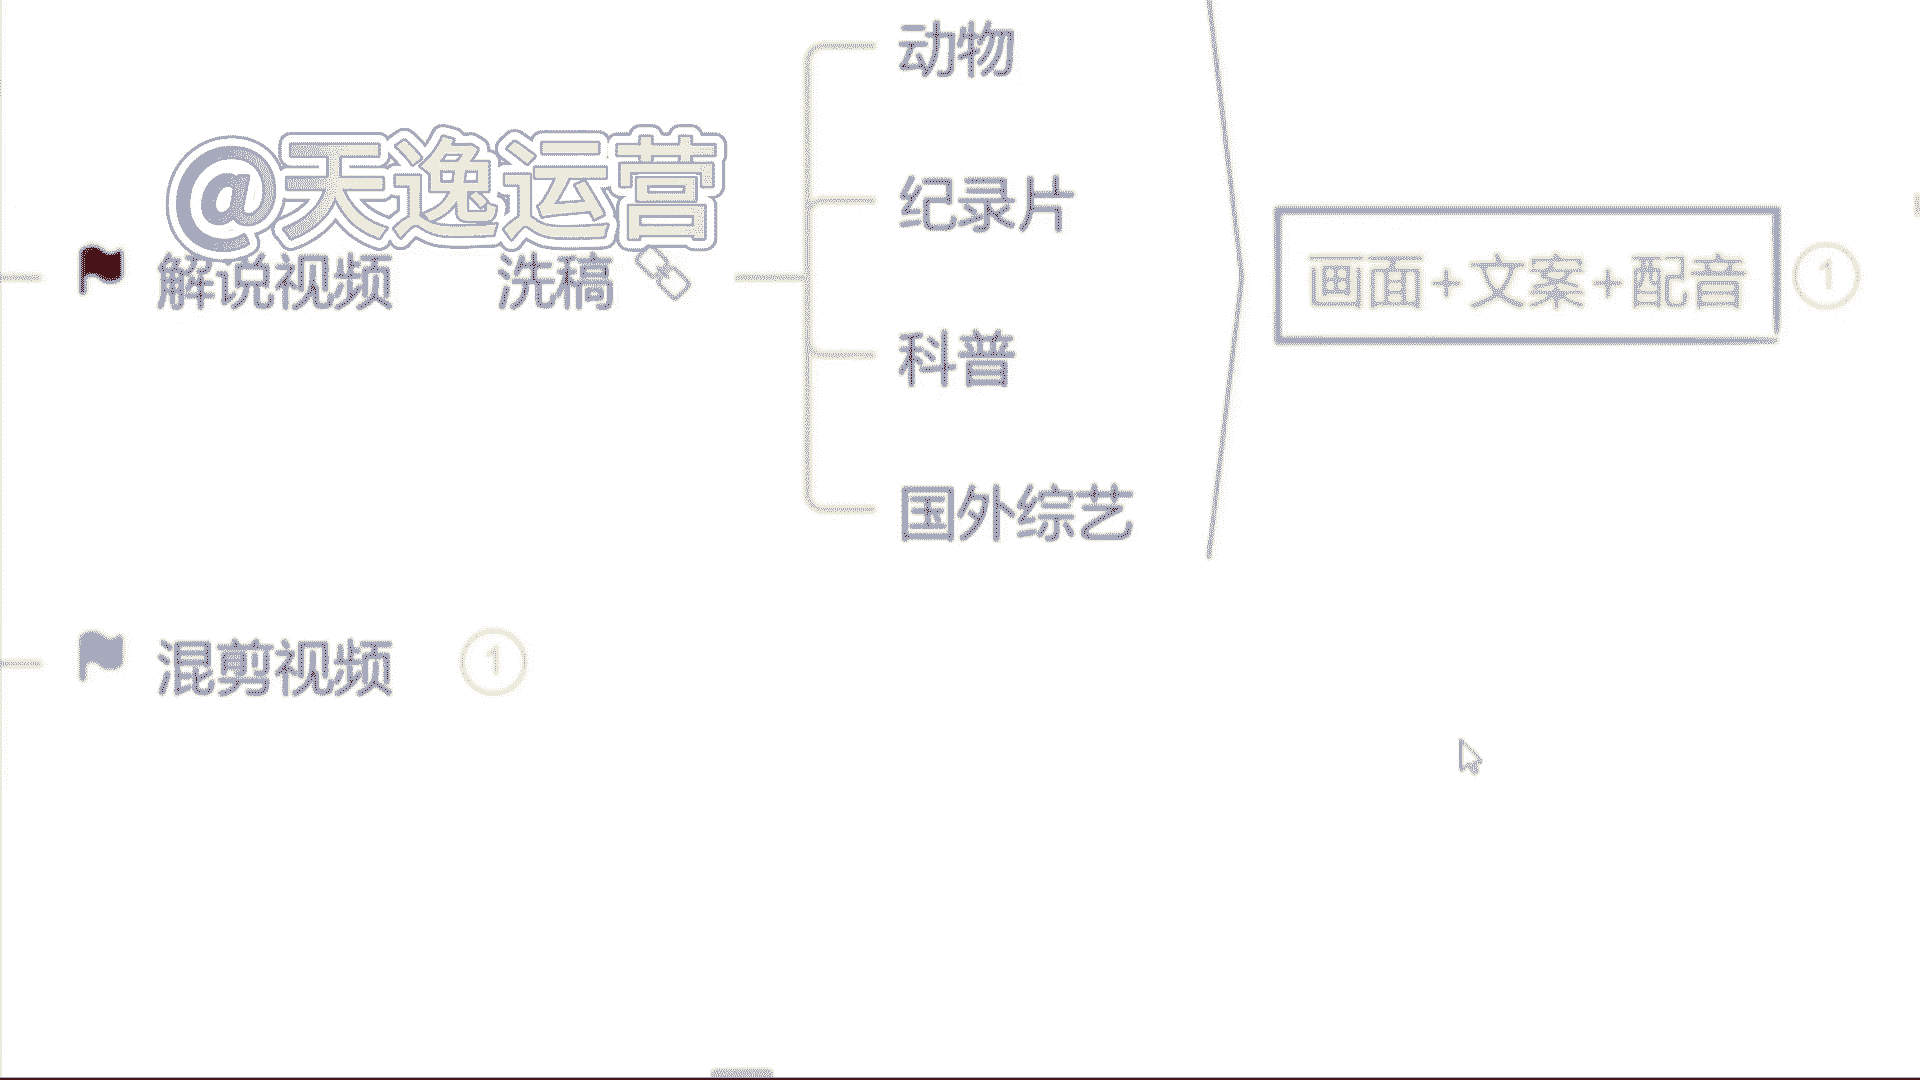 动物
@天逸运营
纪录片
解说视频 洗稿
画面+文案+配音 1
科普
国外综艺
混剪视频 1